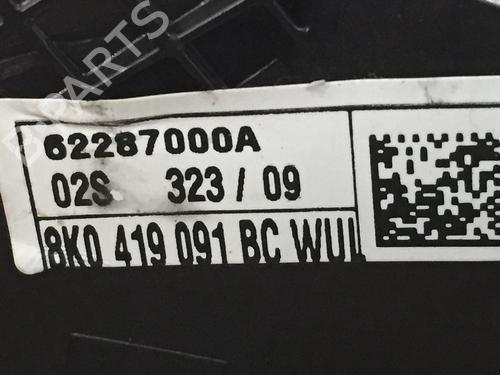 B-PARTS
62287000A
02S 323 / 09
8K0 419 091 BC WUL